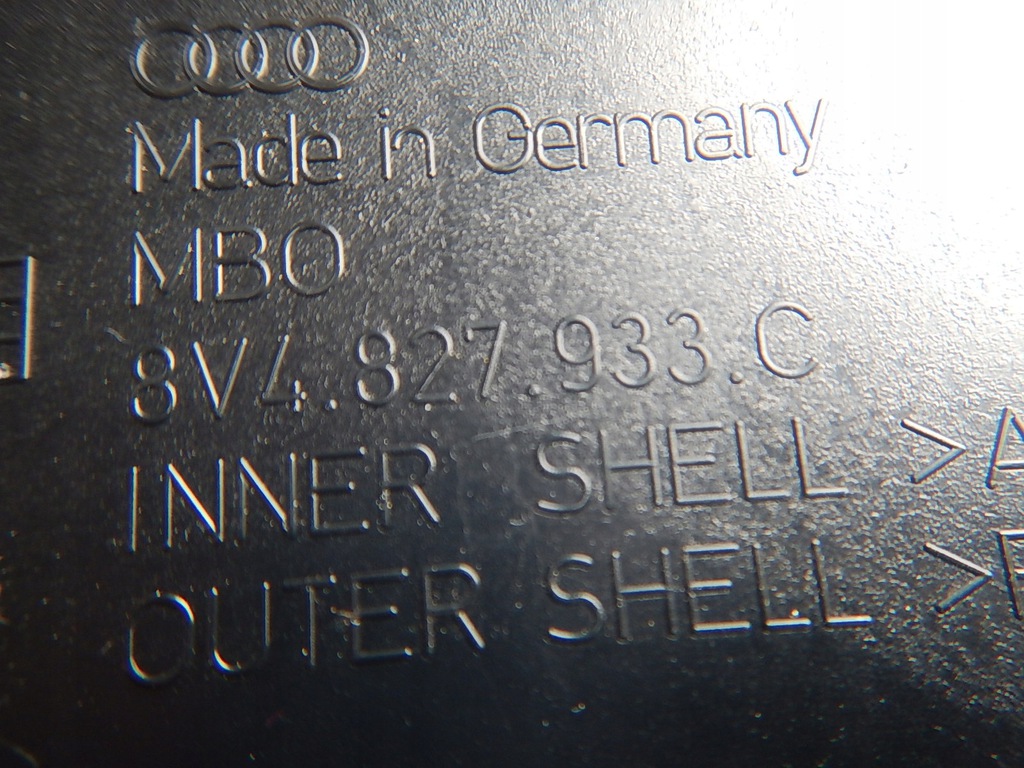 Made in Germany
MBO
8V4.827.933.C
INNER SHELL >A
OUTER SHELL >